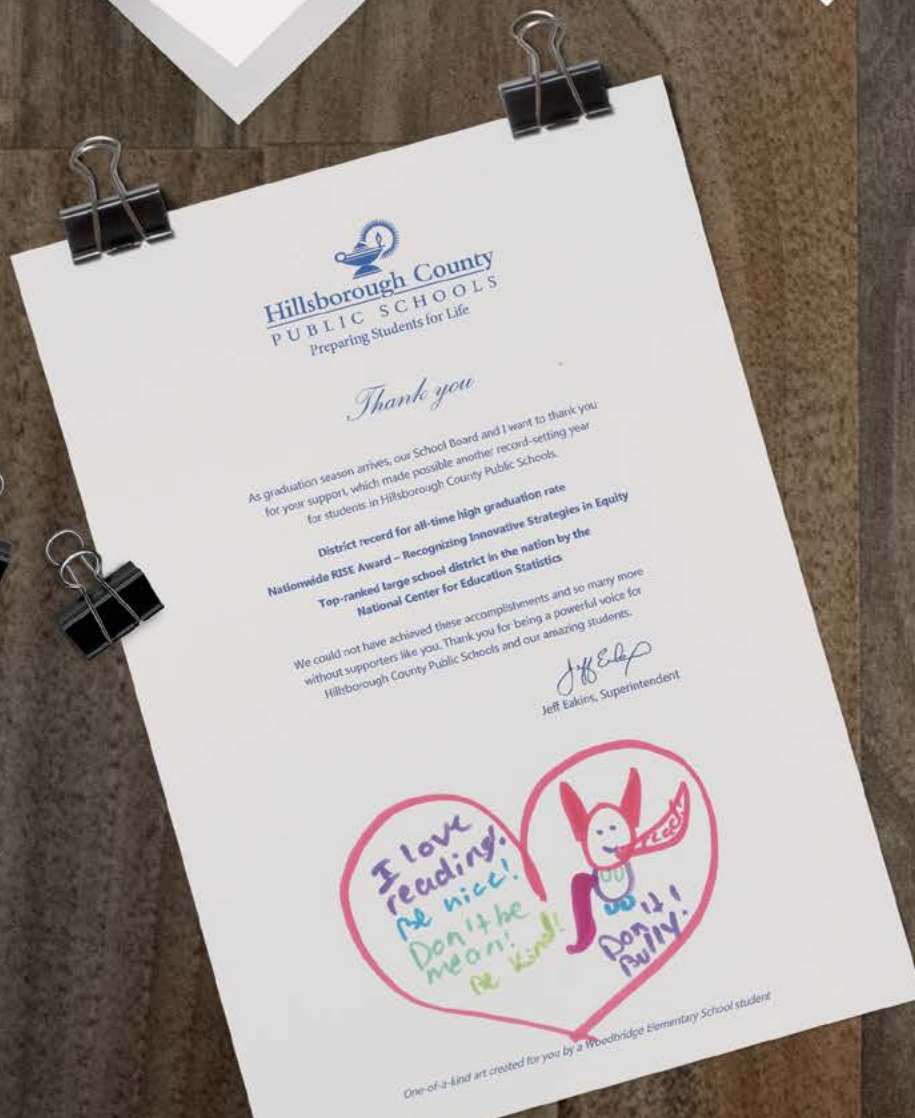 Hillsborough County
PUBLIC SCHOOLS
Preparing Students for Life
Thank you
As graduation season arrives, our School Board and I want to thank you
for your support, which made possible another record-setting year
for students in Hillsborough County Public Schools.
District record for all-time high graduation rate
Nationwide RISE Award – Recognizing Innovative Strategies in Equity
Top-ranked large school district in the nation by the
National Center for Education Statistics
We could not have achieved these accomplishments and so many more
without supporters like you. Thank you for being a powerful voice for
Hillsborough County Public Schools and our amazing students.
Jeff Eakins, Superintendent
I love
reading.
Be nice!
Don't be
mean!
Be Kind!
Don't!
Bully!
One-of-a-kind art created for you by a Woodbridge Elementary School student